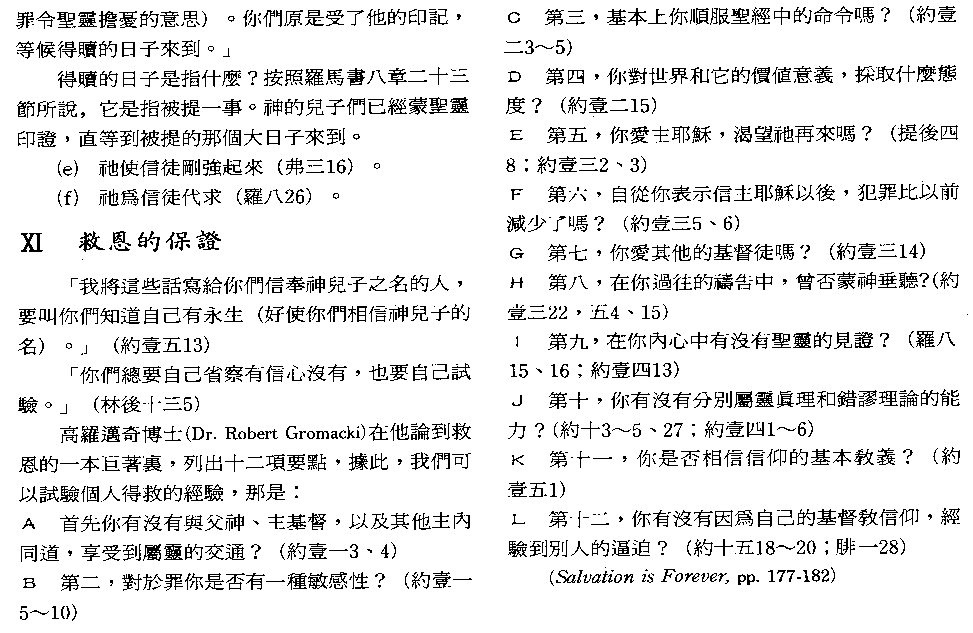 罪令聖靈擔憂的意思）。你們原是受了他的印記，
等候得贖的日子來到。」
得贖的日子是指什麼？按照羅馬書八章二十三
節所說，它是指被提一事。神的兒子們已經蒙聖靈
印證，直等到被提的那個大日子來到。
(e) 祂使信徒剛強起來（弗三16）。
(f) 祂爲信徒代求（羅八26）。
XI 救恩的保證
「我將這些話寫給你們信奉神兒子之名的人，
要叫你們知道自己有永生（好使你們相信神兒子的
名）。」（約壹五13）
「你們總要自己省察有信心沒有，也要自己試
驗。」（林後十三5）
高羅邁奇博士(Dr. Robert Gromacki)在他論到救
恩的一本巨著裏，列出十二項要點，據此，我們可
以試驗個人得救的經驗，那是：
A 首先你有沒有與父神、主基督，以及其他主內
同道，享受到屬靈的交通？（約壹一3、4）
B 第二，對於罪你是否有一種敏感性？（約壹一
5～10)
C 第三，基本上你順服聖經中的命令嗎？（約壹
二3～5）
D 第四，你對世界和它的價值意義，採取什麼態
度？（約壹二15）
E 第五，你愛主耶穌，渴望祂再來嗎？（提後四
8；約壹三2、3）
F 第六，自從你表示信主耶穌以後，犯罪比以前
減少了嗎？（約壹三5、6）
G 第七，你愛其他的基督徒嗎？（約壹三14）
H 第八，在你過往的禱告中，曾否蒙神垂聽?(約
壹三22，五4、15）
I 第九，在你內心中有沒有聖靈的見證？（羅八
15、16；約壹四13）
J 第十，你有沒有分別屬靈眞理和錯謬理論的能
力？(約十3～5、27；約壹四1～6）
K 第十一，你是否相信信仰的基本教義？（約
壹五1）
L 第十二，你有沒有因爲自己的基督教信仰，經
驗到別人的逼迫？（約十五18～20；腓一28）
(Salvation is Forever, pp. 177-182)